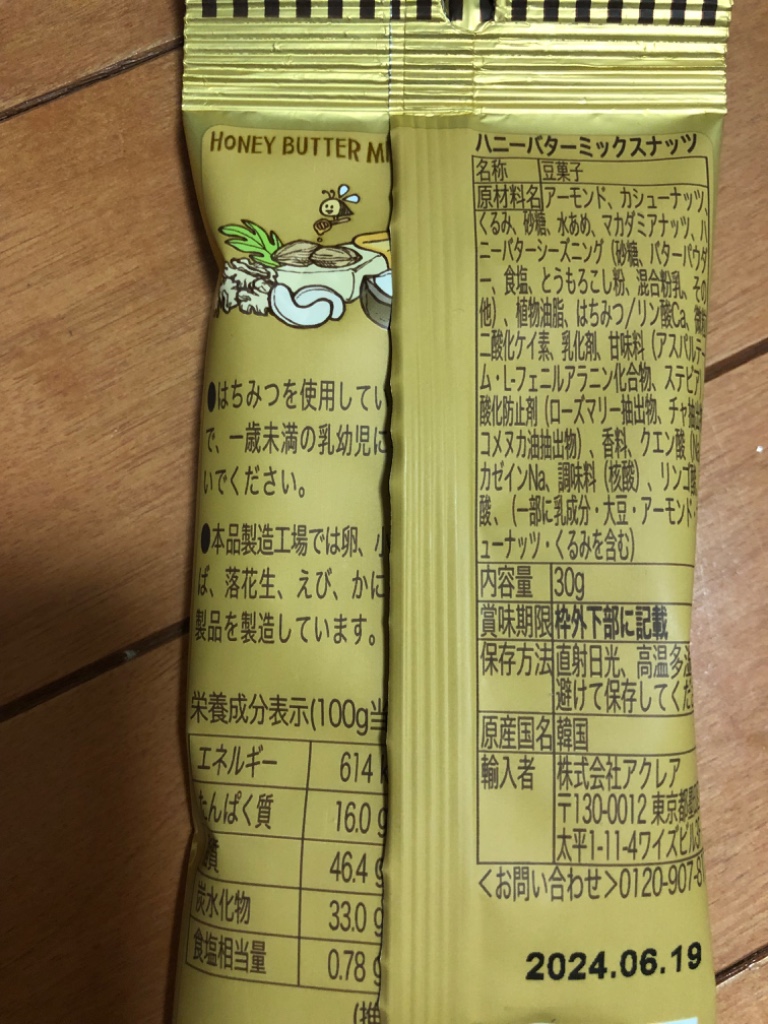 HONEY BUTTER
●はちみつを使用してい
で、一歳未満の乳幼児に
いでください。
●本品製造工場では卵、小
ば、落花生、えび、かに
製品を製造しています。
栄養成分表示(100g当
エネルギー 614
たんぱく質 16.0 g
質 46.4 g
炭水化物 33.0 g
食塩相当量 0.78 g
ハニーバターミックスナッツ
名称 豆菓子
原材料名 アーモンド、カシューナッツ、
くるみ、砂糖、水あめ、マカダミアナッツ、ハ
ニーバターシーズニング（砂糖、バターパウダ
ー、食塩、とうもろこし粉、混合粉乳、その
他）、植物油脂、はちみつ/リン酸Ca、微粒
二酸化ケイ素、乳化剤、甘味料（アスパルテー
ム・L-フェニルアラニン化合物、ステビア）
酸化防止剤（ローズマリー抽出物、チャ抽出
コメヌカ油抽出物）、香料、クエン酸（Na
カゼインNa、調味料（核酸）、リンゴ酸
酸、（一部に乳成分・大豆・アーモンド・
ューナッツ・くるみを含む）
内容量 30g
賞味期限 枠外下部に記載
保存方法 直射日光、高温多湿
避けて保存してくだ
原産国名 韓国
輸入者 株式会社アクレア
〒130-0012 東京都墨田
太平1-11-4ワイズビル3
＜お問い合わせ＞0120-907-
2024.06.19